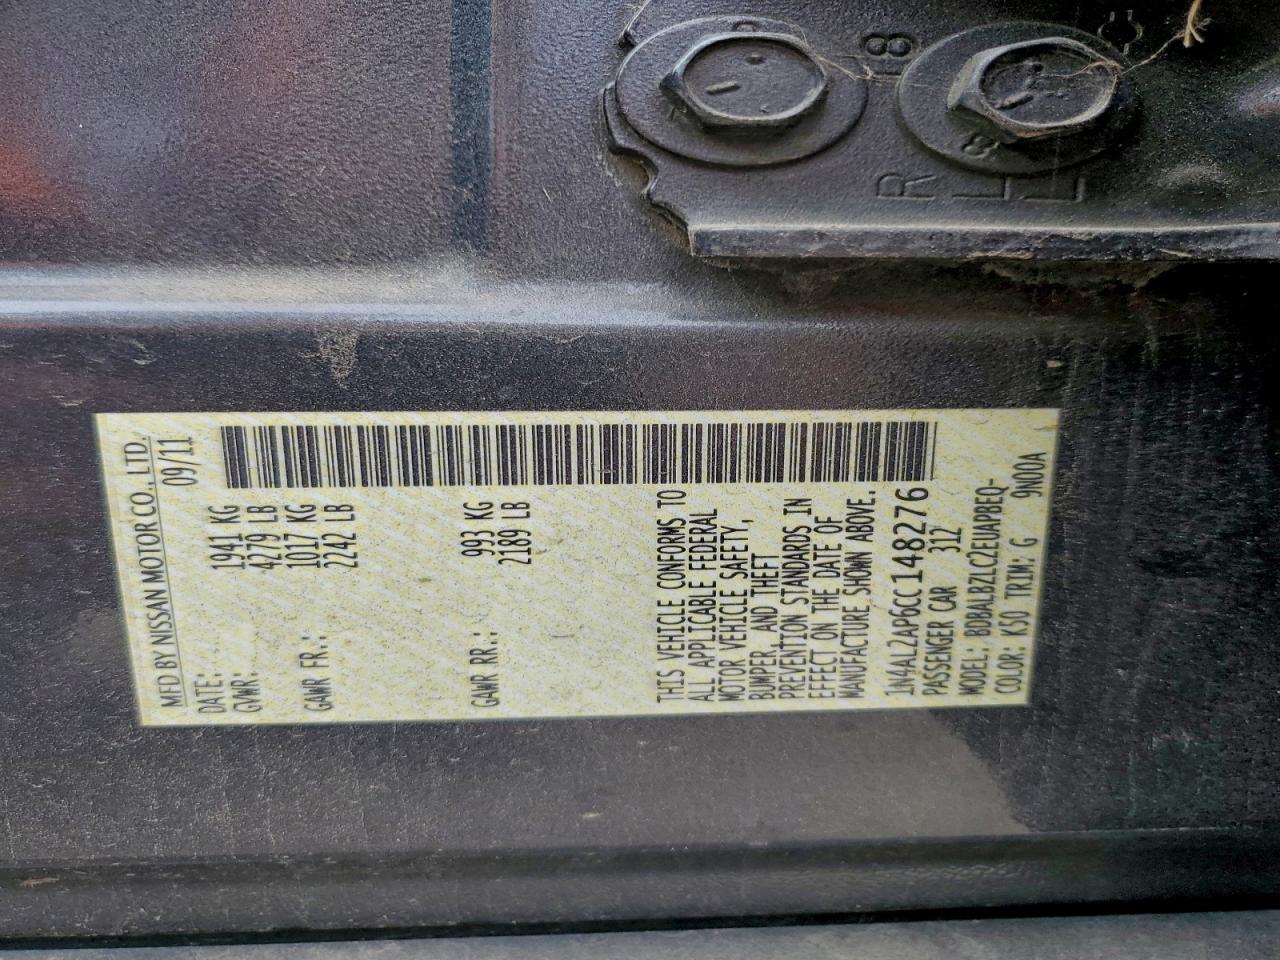 MFD BY NISSAN MOTOR CO., LTD.
DATE: 09/11
GVWR: 1941 KG
4279 LB
GAWR FR.: 1017 KG
2242 LB
GAWR RR.: 993 KG
2189 LB
THIS VEHICLE CONFORMS TO
ALL APPLICABLE FEDERAL
MOTOR VEHICLE SAFETY,
BUMPER, AND THEFT
PREVENTION STANDARDS IN
EFFECT ON THE DATE OF
MANUFACTURE SHOWN ABOVE.
1N4AL2AP6CC148276
PASSENGER CAR 312
MODEL: BDBALBZLC2EUAPBEQ-
COLOR: K50 TRIM: G 9N00A
R L L
8